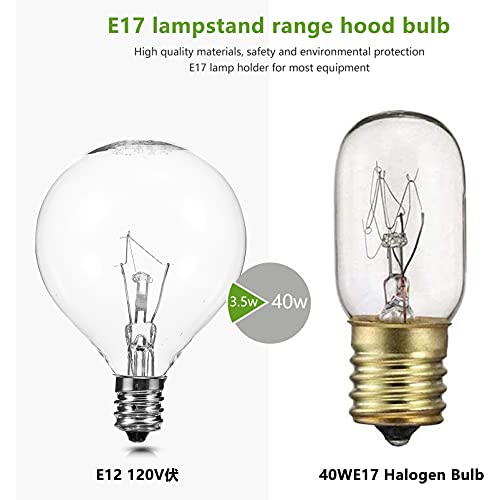 E17 lampstand range hood bulb
High quality materials, safety and environmental protection
E17 lamp holder for most equipment
3.5w 40w
E12 120V伏
40WE17 Halogen Bulb